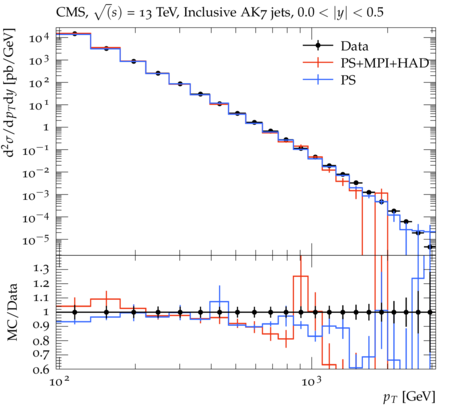 CMS, √(s) = 13 TeV, Inclusive AK7 jets, 0.0 < |y| < 0.5
d²σ/dp_T dy [pb/GeV]
10⁴
10³
10²
10¹
1
10⁻¹
10⁻²
10⁻³
10⁻⁴
10⁻⁵
Data
PS+MPI+HAD
PS
MC/Data
1.3
1.2
1.1
1.0
0.9
0.8
0.7
0.6
10²
10³
p_T [GeV]